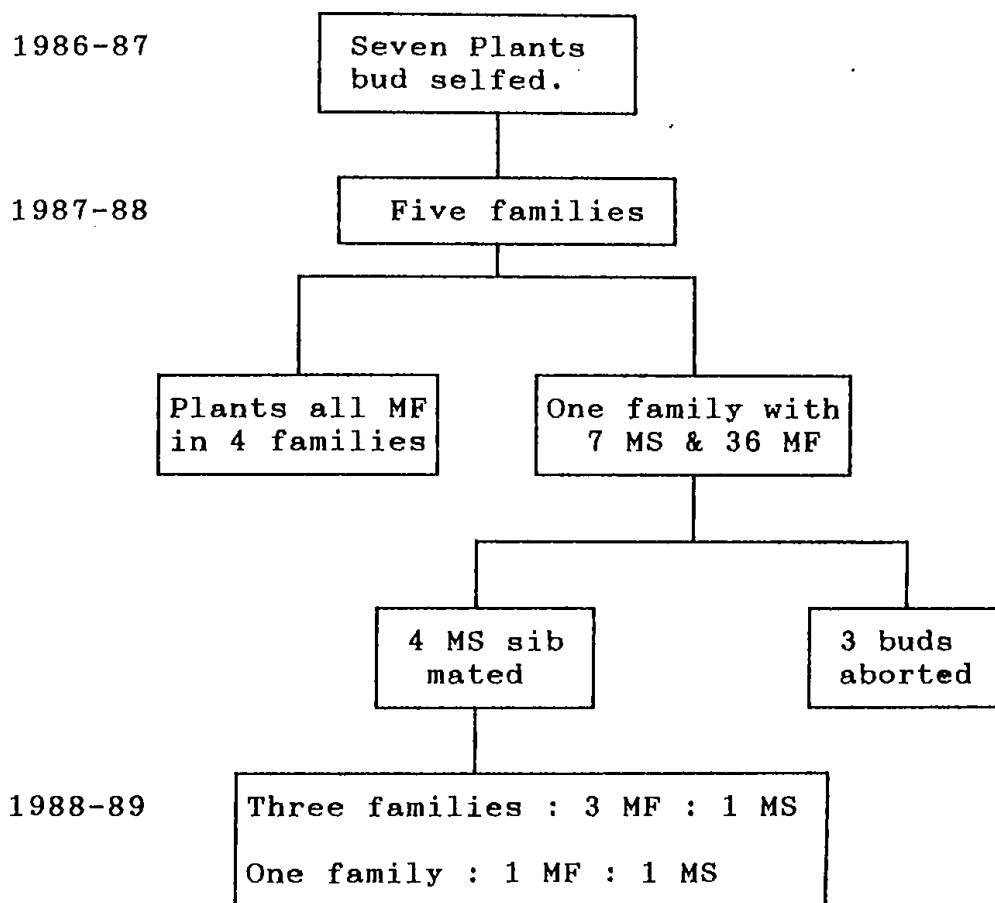 1986-87
Seven Plants
bud selfed.
1987-88
Five families
Plants all MF
in 4 families
One family with
7 MS & 36 MF
4 MS sib
mated
3 buds
aborted
1988-89
Three families : 3 MF : 1 MS
One family : 1 MF : 1 MS